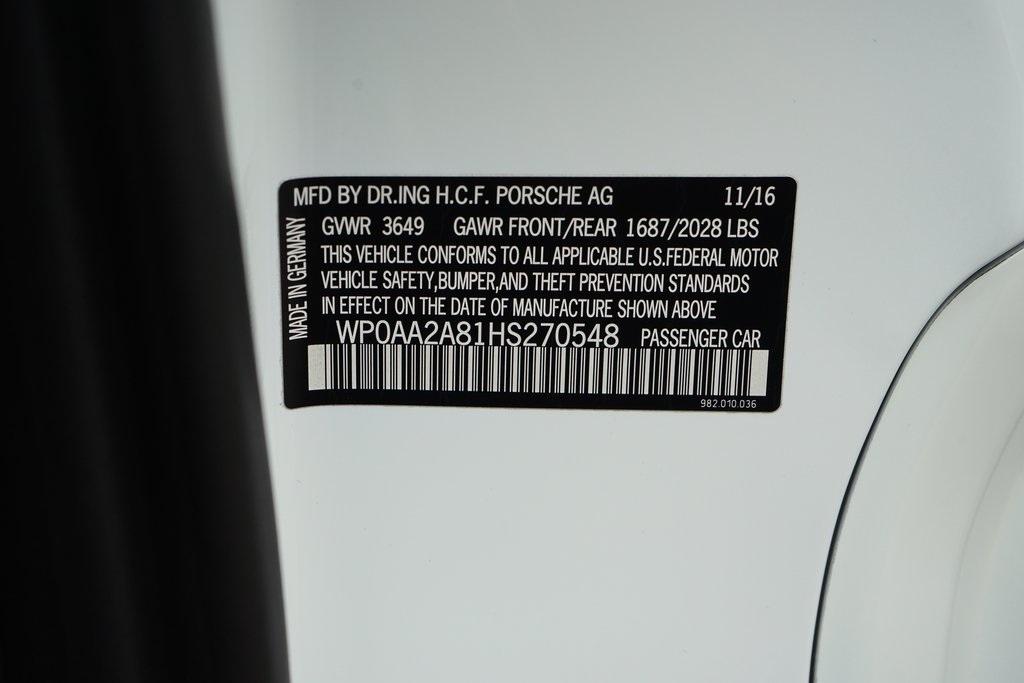 MFD BY DR.ING H.C.F. PORSCHE AG 11/16
GVWR 3649 GAWR FRONT/REAR 1687/2028 LBS
THIS VEHICLE CONFORMS TO ALL APPLICABLE U.S.FEDERAL MOTOR
VEHICLE SAFETY,BUMPER,AND THEFT PREVENTION STANDARDS
IN EFFECT ON THE DATE OF MANUFACTURE SHOWN ABOVE
WP0AA2A81HS270548 PASSENGER CAR
982.010.036
MADE IN GERMANY